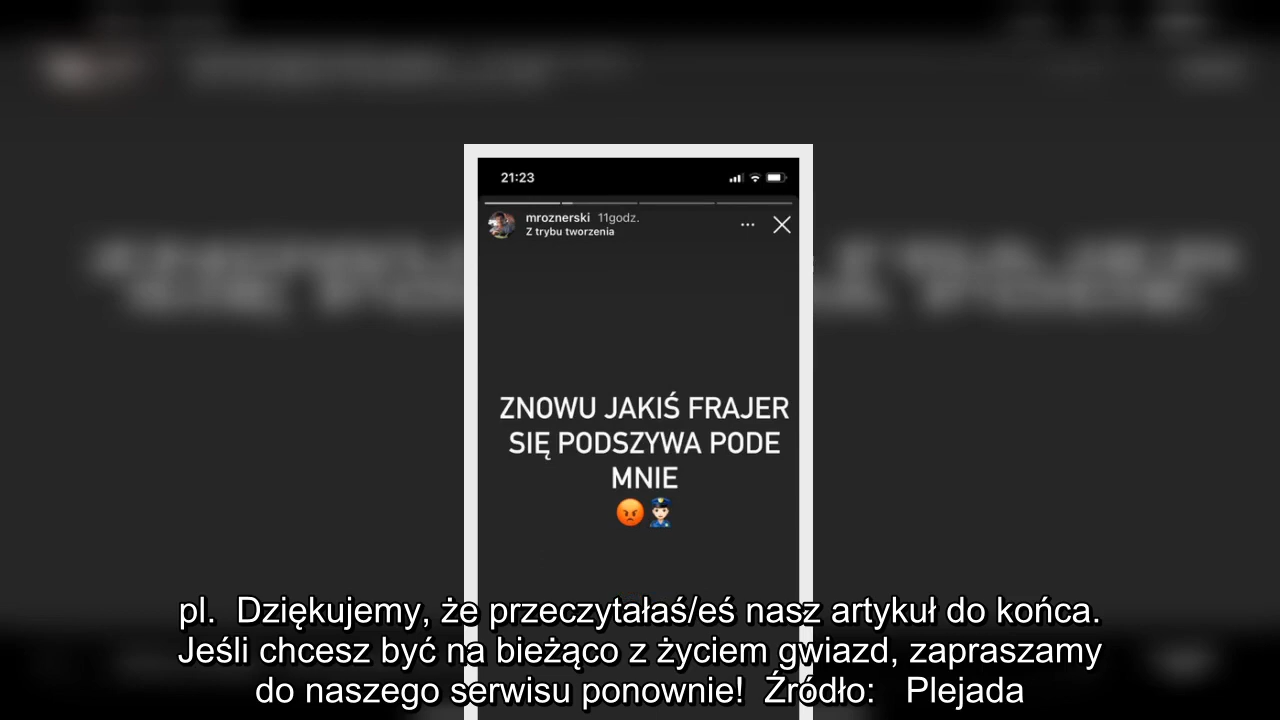 21:23
mroznerski 11godz.
Z trybu tworzenia
ZNOWU JAKIŚ FRAJER
SIĘ PODSZYWA PODE
MNIE
pl. Dziękujemy, że przeczytałaś/eś nasz artykuł do końca.
Jeśli chcesz być na bieżąco z życiem gwiazd, zapraszamy
do naszego serwisu ponownie! Źródło: Plejada